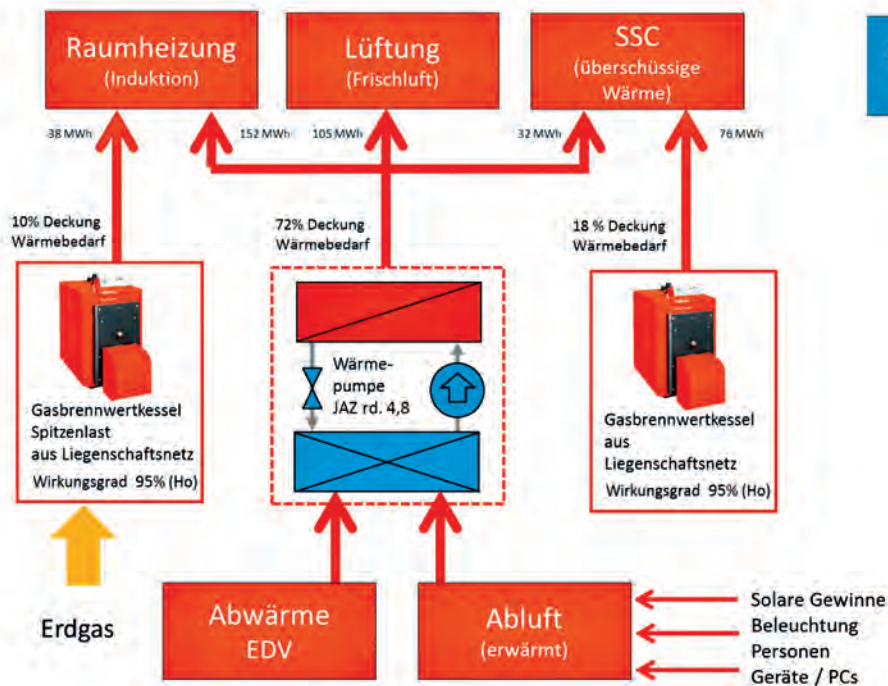 Raumheizung
(Induktion)
Lüftung
(Frischluft)
SSC
(überschüssige
Wärme)
38 MWh
152 MWh
105 MWh
32 MWh
76 MWh
10% Deckung
Wärmebedarf
72% Deckung
Wärmebedarf
18 % Deckung
Wärmebedarf
Gasbrennwertkessel
Spitzenlast
aus Liegenschaftsnetz
Wirkungsgrad 95% (Ho)
Wärme-
pumpe
JAZ rd. 4,8
Gasbrennwertkessel
aus
Liegenschaftsnetz
Wirkungsgrad 95% (Ho)
Erdgas
Abwärme
EDV
Abluft
(erwärmt)
Solare Gewinne
Beleuchtung
Personen
Geräte / PCs